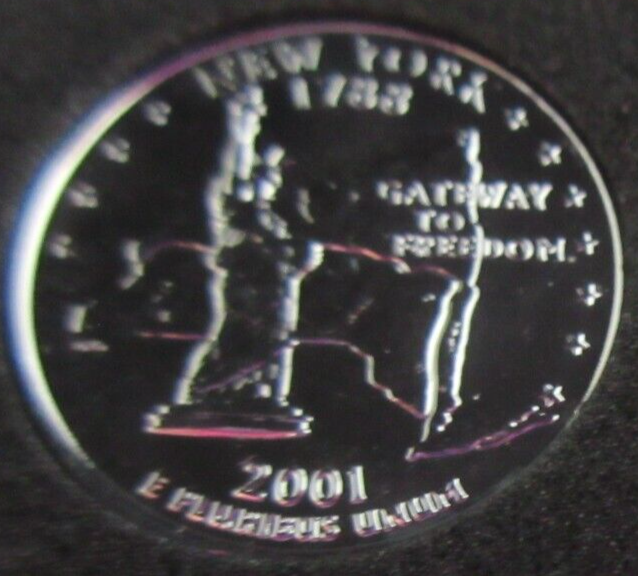 NEW YORK
1788
GATEWAY
TO
FREEDOM
2001
E PLURIBUS UNUM